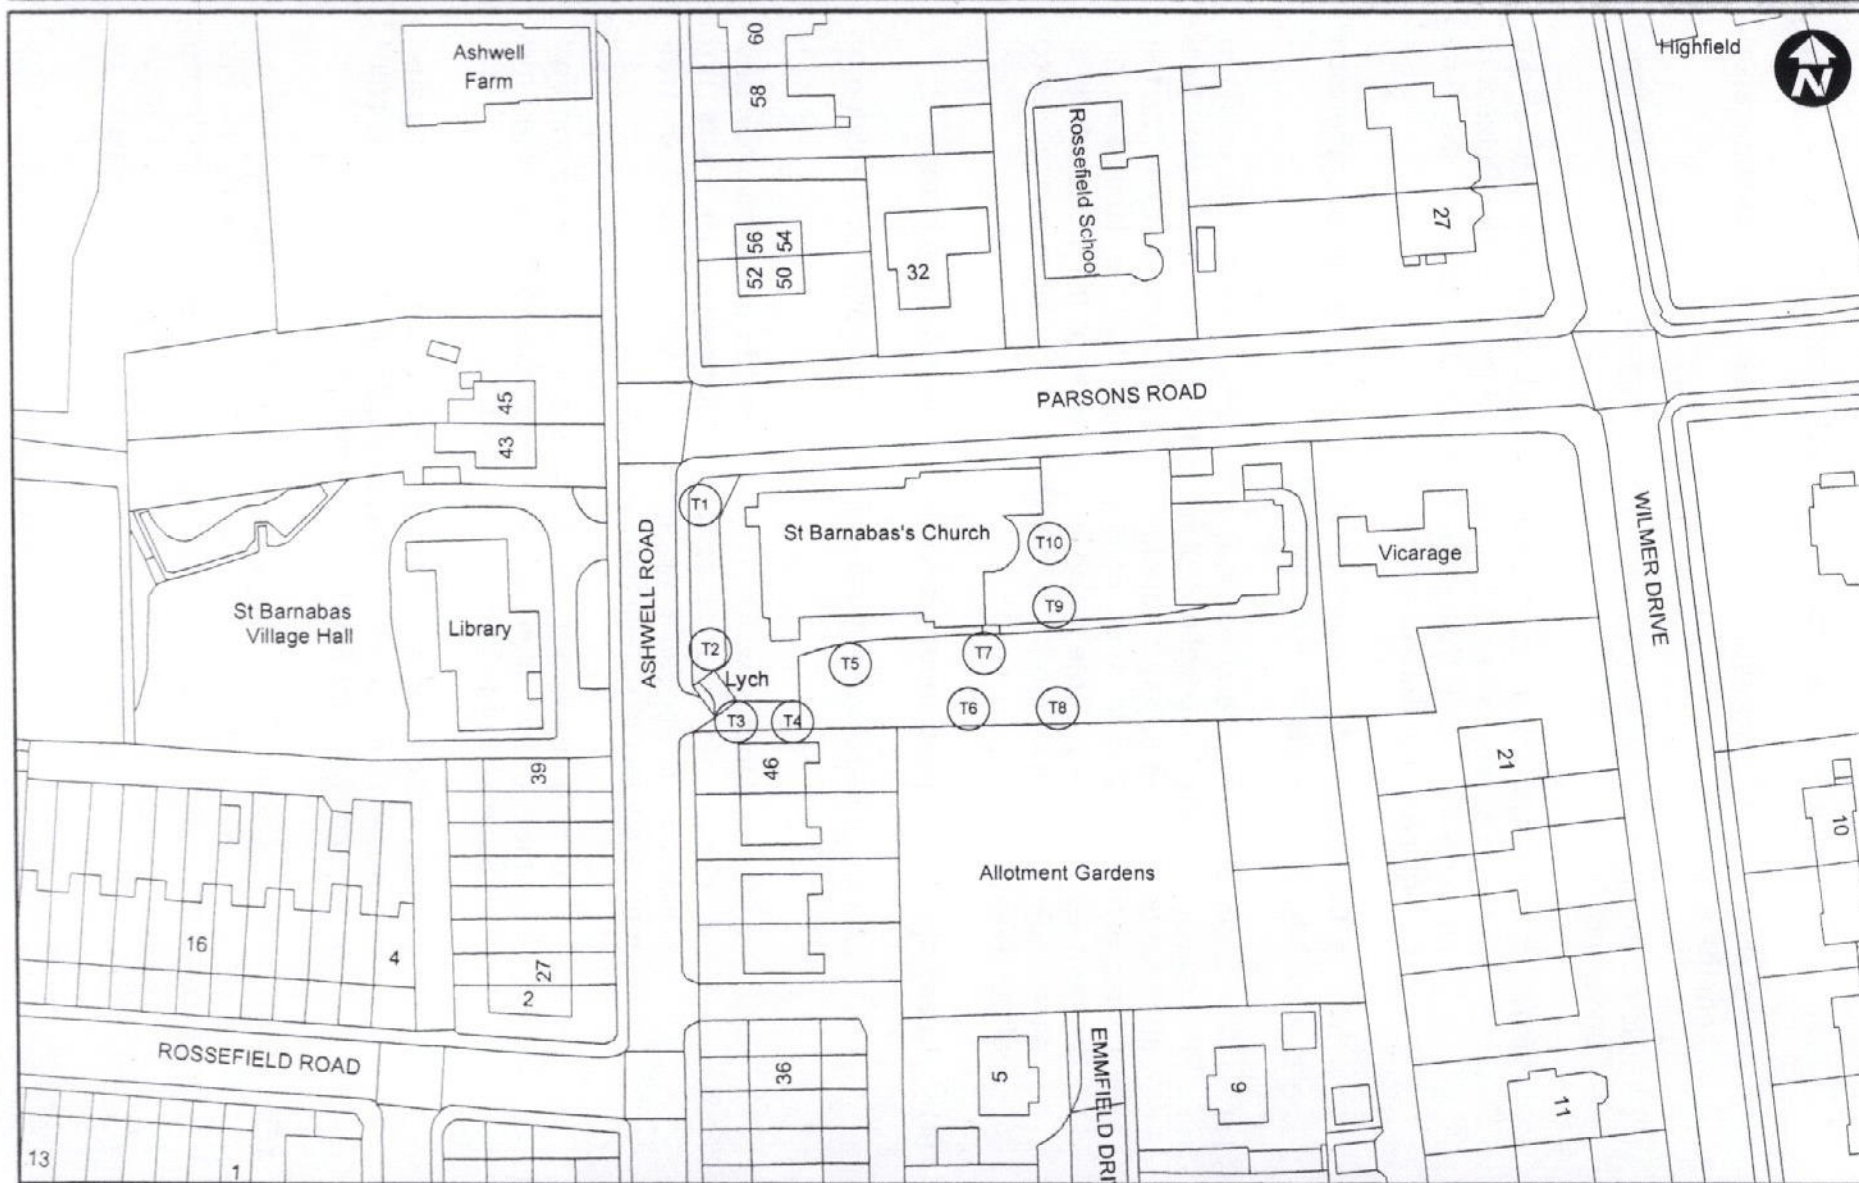 Ashwell
Farm
60
58
Highfield
N
Rossefield School
56 54
52 50
32
27
45
43
PARSONS ROAD
T1
St Barnabas's Church
T10
Vicarage
WILMER DRIVE
ASHWELL ROAD
St Barnabas
Village Hall
Library
T9
T2
T5
T7
Lych
T3
T4
T6
T8
39
46
21
10
Allotment Gardens
16
4
27
2
ROSSEFIELD ROAD
36
5
EMMFIELD DRI
9
11
13
1